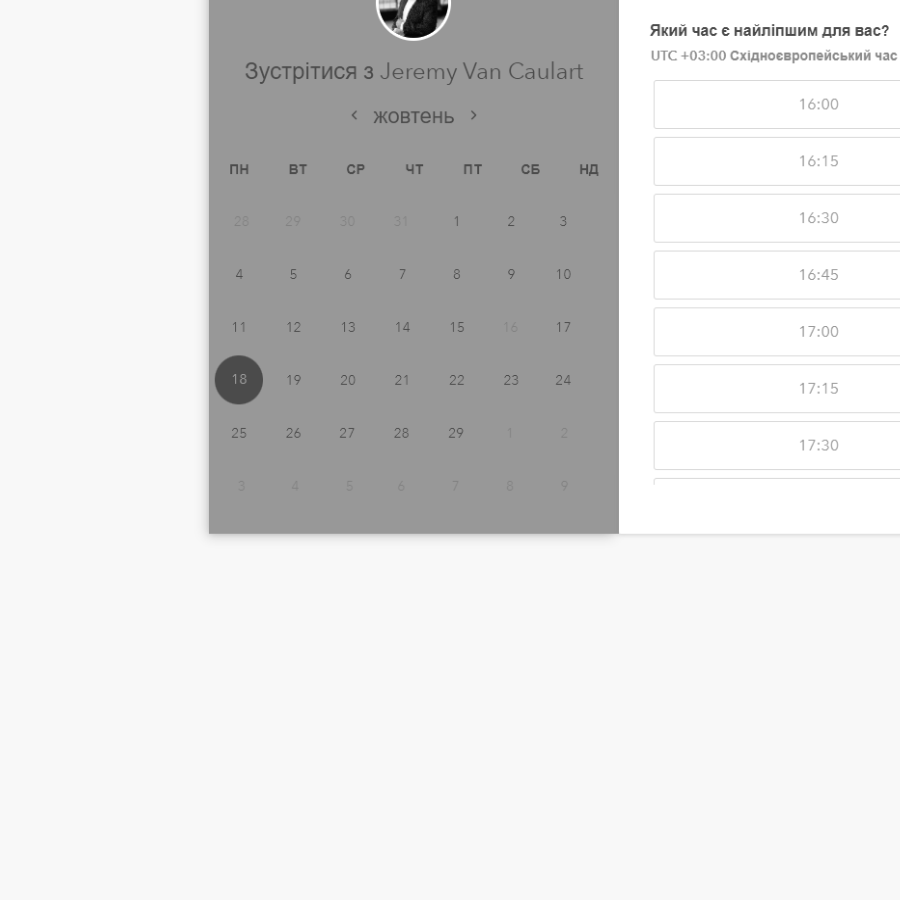 Зустрітися з Jeremy Van Caulart
жовтень
ПН ВТ СР ЧТ ПТ СБ НД
28 29 30 31 1 2 3
4 5 6 7 8 9 10
11 12 13 14 15 16 17
18 19 20 21 22 23 24
25 26 27 28 29 1 2
3 4 5 6 7 8 9
Який час є найліпшим для вас?
UTC +03:00 Східноєвропейський час
16:00
16:15
16:30
16:45
17:00
17:15
17:30